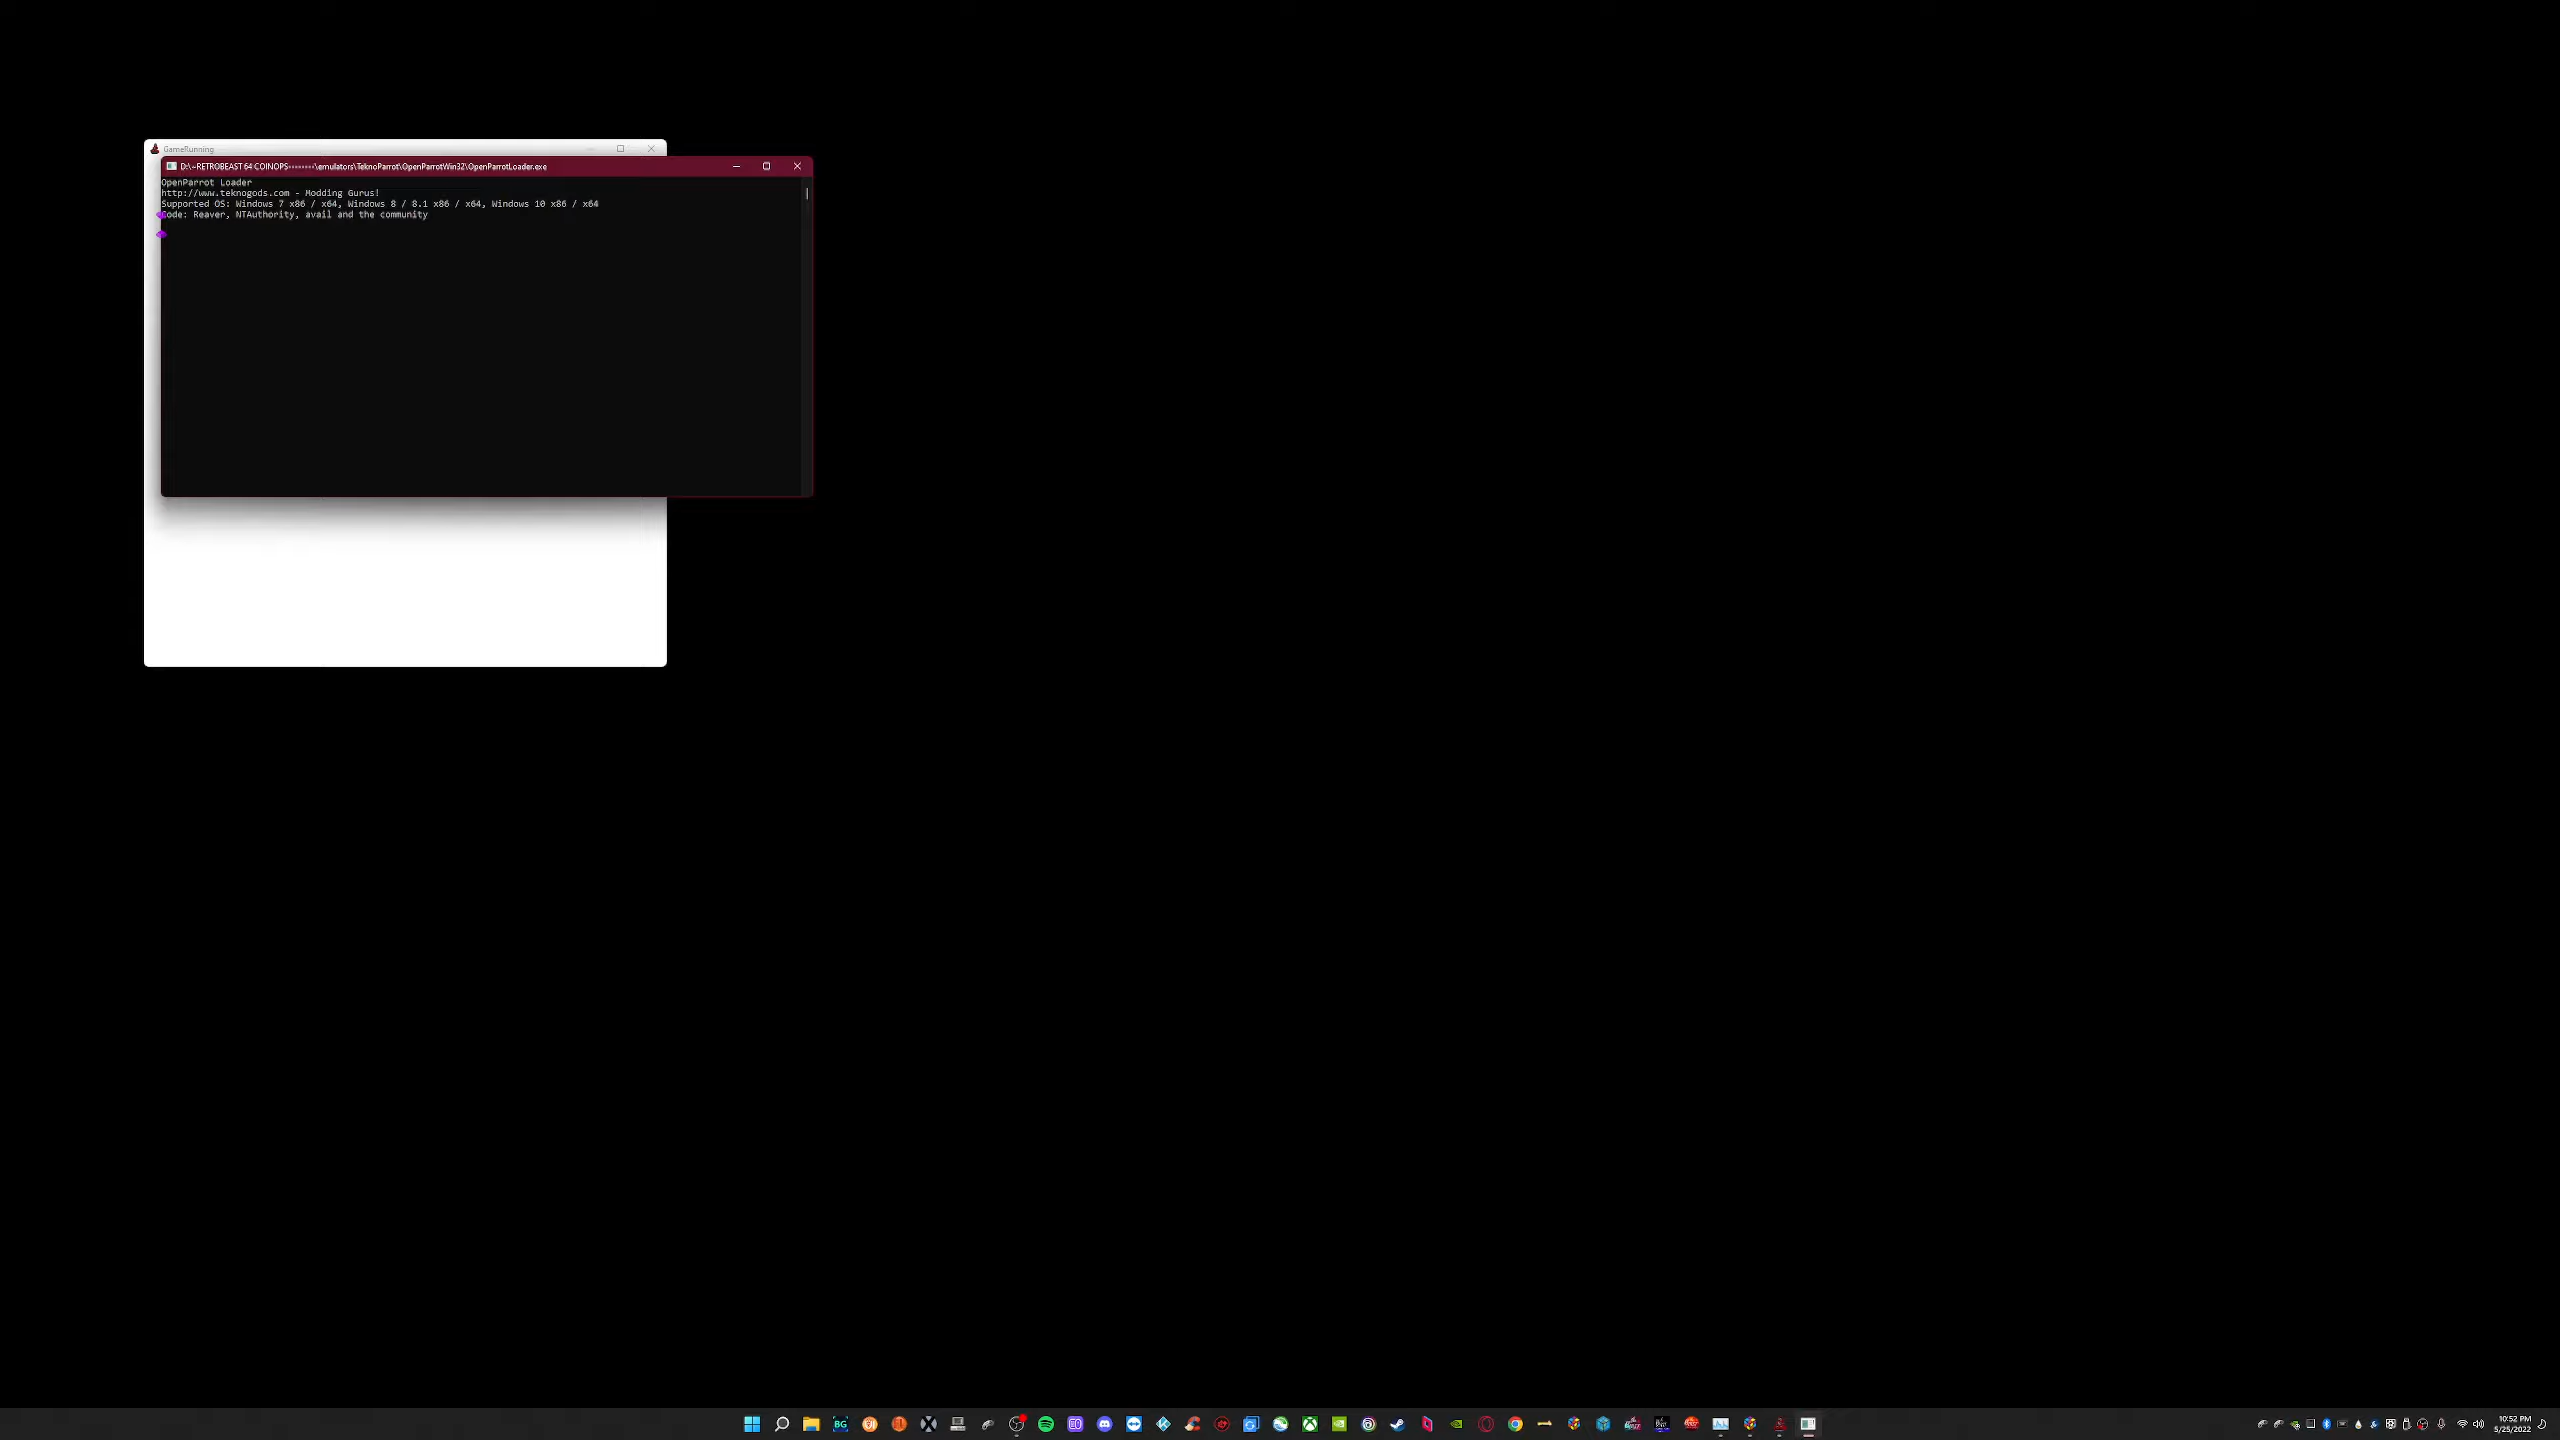 GameRunning
D:\~RETROBEAST 64 COINOPS--------\emulators\TeknoParrot\OpenParrotWin32\OpenParrotLoader.exe
OpenParrot Loader
http://www.teknogods.com - Modding Gurus!
Supported OS: Windows 7 x86 / x64, Windows 8 / 8.1 x86 / x64, Windows 10 x86 / x64
Code: Reaver, NTAuthority, avail and the community
BG
10:52 PM
5/25/2022